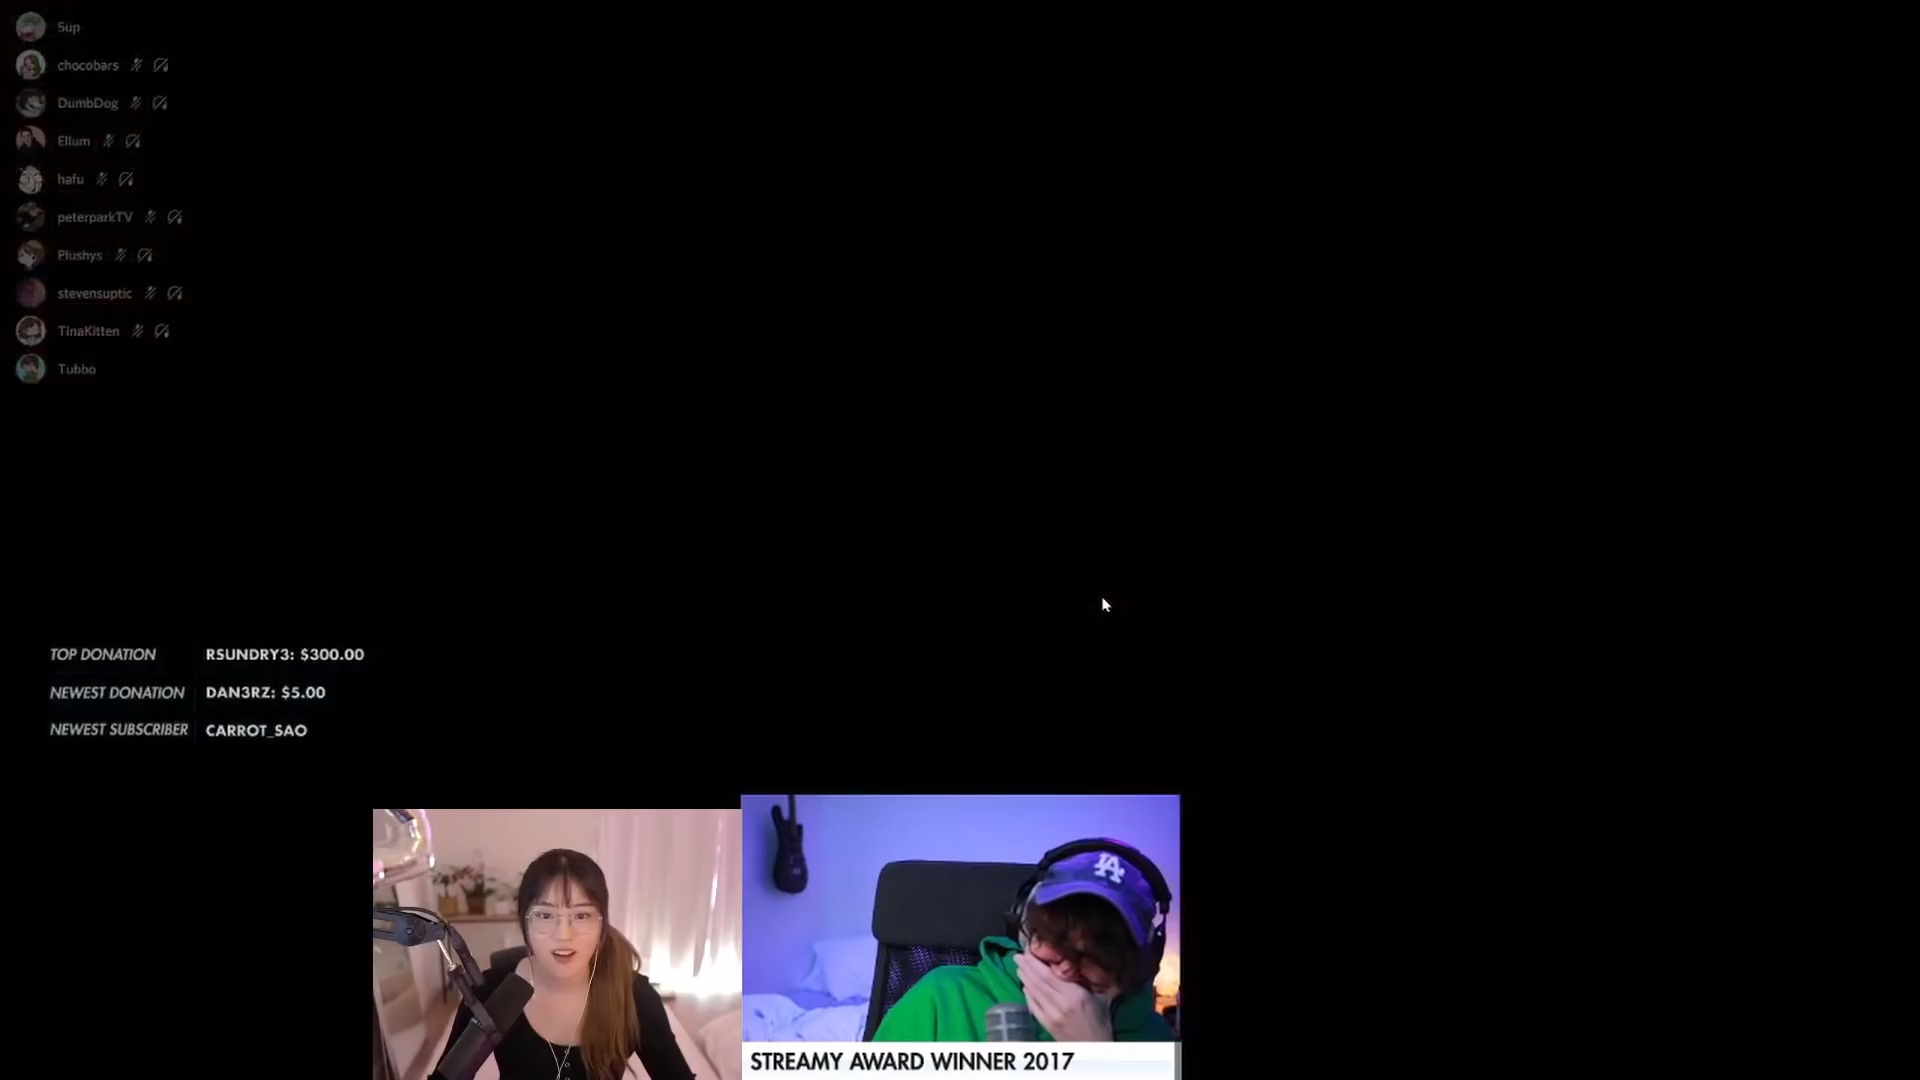 Sup
chocobars
DumbDog
Ellum
hafu
peterparkTV
Plushys
stevensuptic
TinaKitten
Tubbo
TOP DONATION RSUNDRY3: $300.00
NEWEST DONATION DAN3RZ: $5.00
NEWEST SUBSCRIBER CARROT_SAO
LA
STREAMY AWARD WINNER 2017